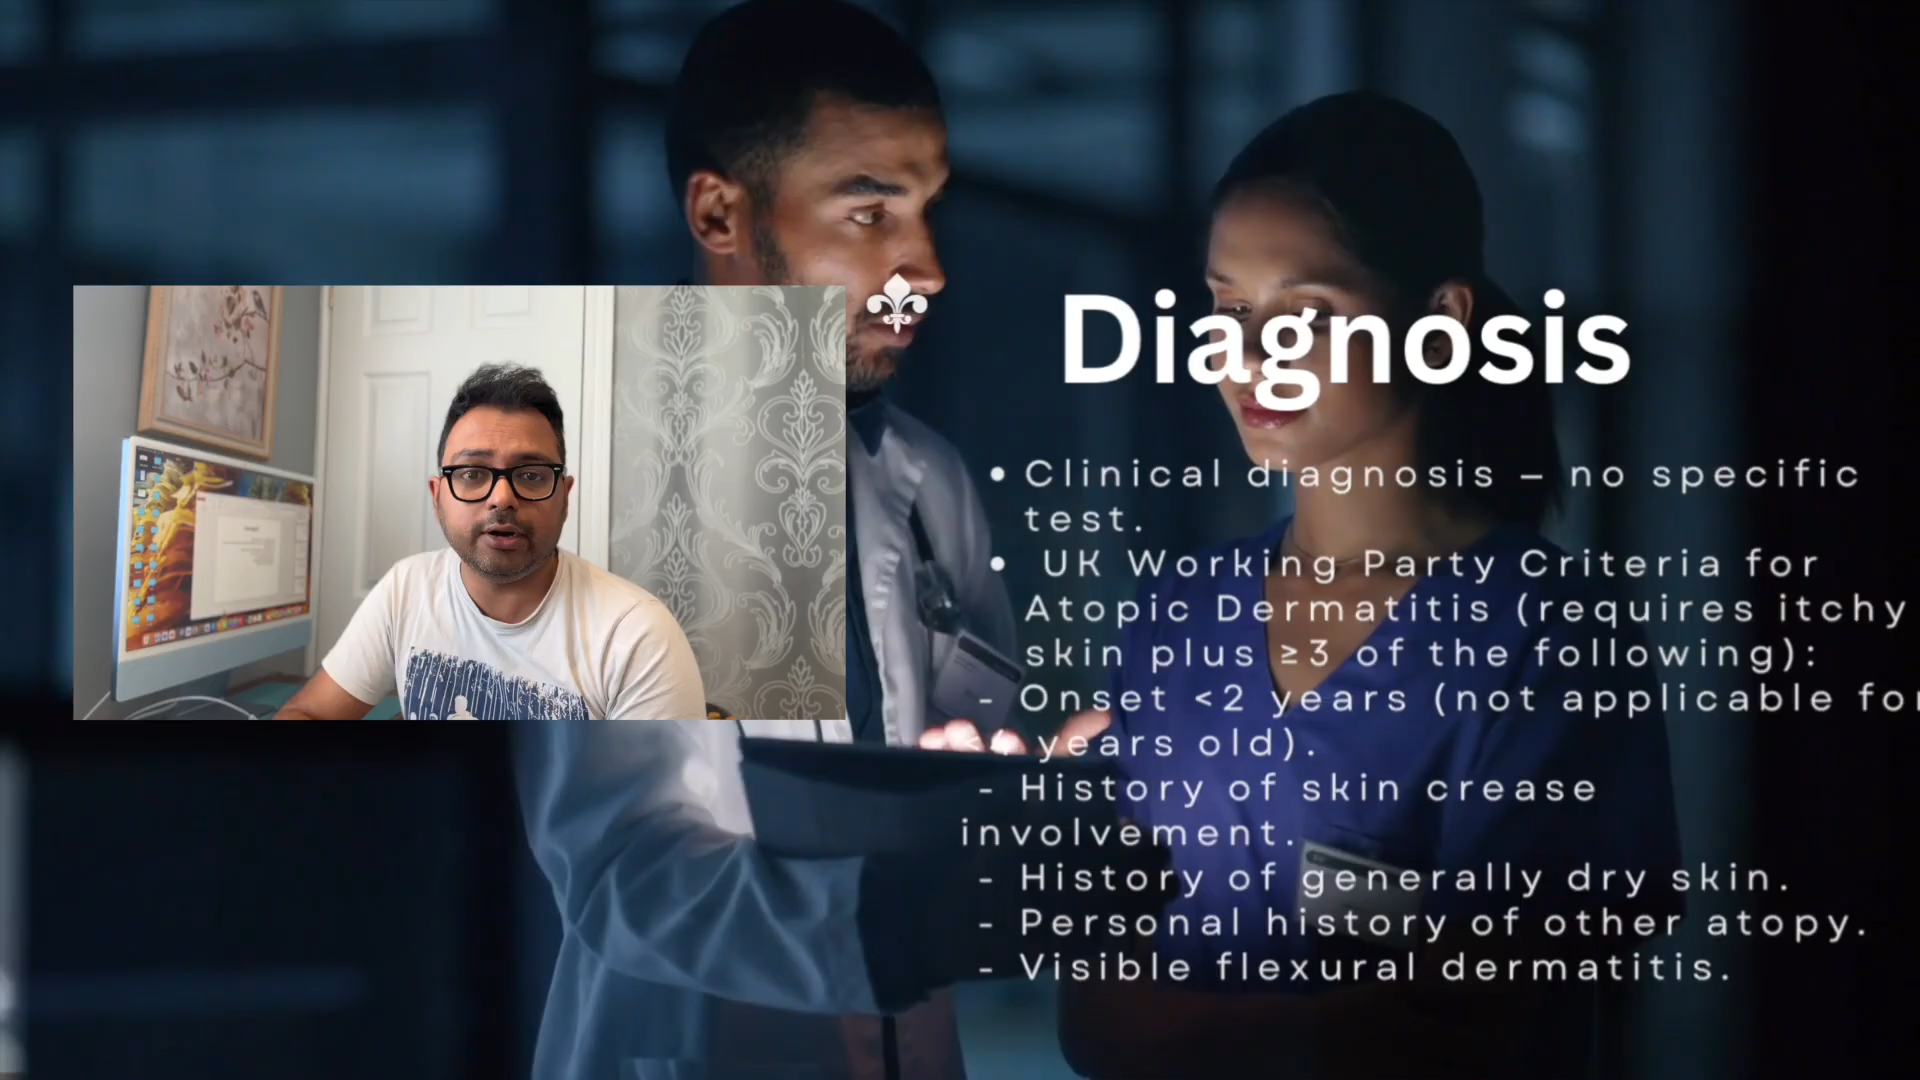 Diagnosis
• Clinical diagnosis – no specific
test.
• UK Working Party Criteria for
Atopic Dermatitis (requires itchy
skin plus ≥3 of the following):
- Onset <2 years (not applicable for
<4 years old).
- History of skin crease
involvement.
- History of generally dry skin.
- Personal history of other atopy.
- Visible flexural dermatitis.